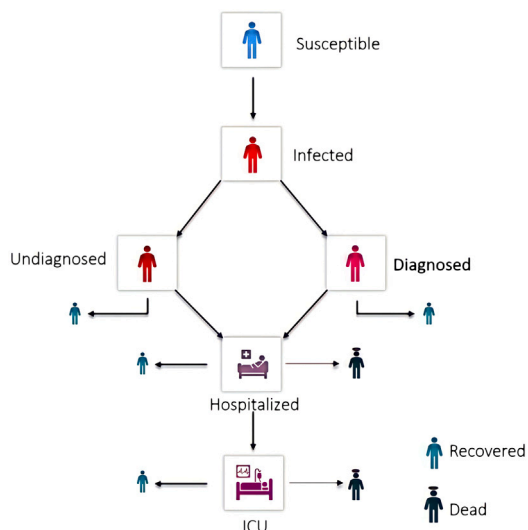 Susceptible
Infected
Undiagnosed
Diagnosed
Hospitalized
Recovered
Dead
ICU